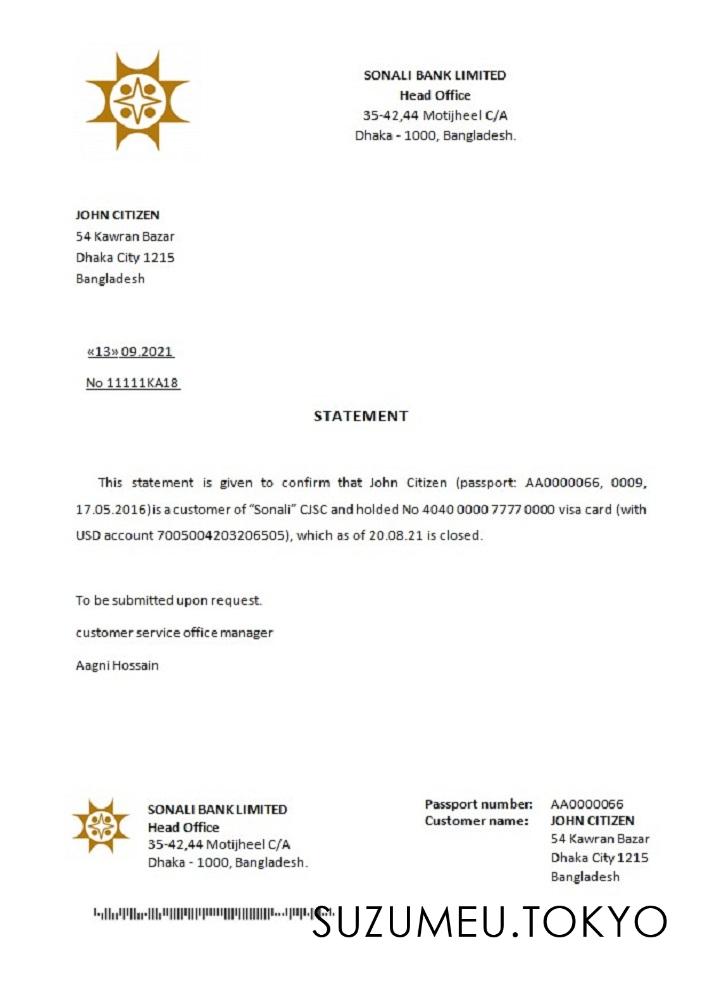 SONALI BANK LIMITED
Head Office
35-42,44 Motijheel C/A
Dhaka - 1000, Bangladesh.
JOHN CITIZEN
54 Kawran Bazar
Dhaka City 1215
Bangladesh
«13» 09.2021
No 11111KA18
STATEMENT
This statement is given to confirm that John Citizen (passport: AA0000066, 0009,
17.05.2016)is a customer of “Sonali” CJSC and holded No 4040 0000 7777 0000 visa card (with
USD account 7005004203206505), which as of 20.08.21 is closed.
To be submitted upon request.
customer service office manager
Aagni Hossain
SONALI BANK LIMITED
Head Office
35-42,44 Motijheel C/A
Dhaka - 1000, Bangladesh.
Passport number: AA0000066
Customer name: JOHN CITIZEN
54 Kawran Bazar
Dhaka City 1215
Bangladesh
SUZUMEU.TOKYO